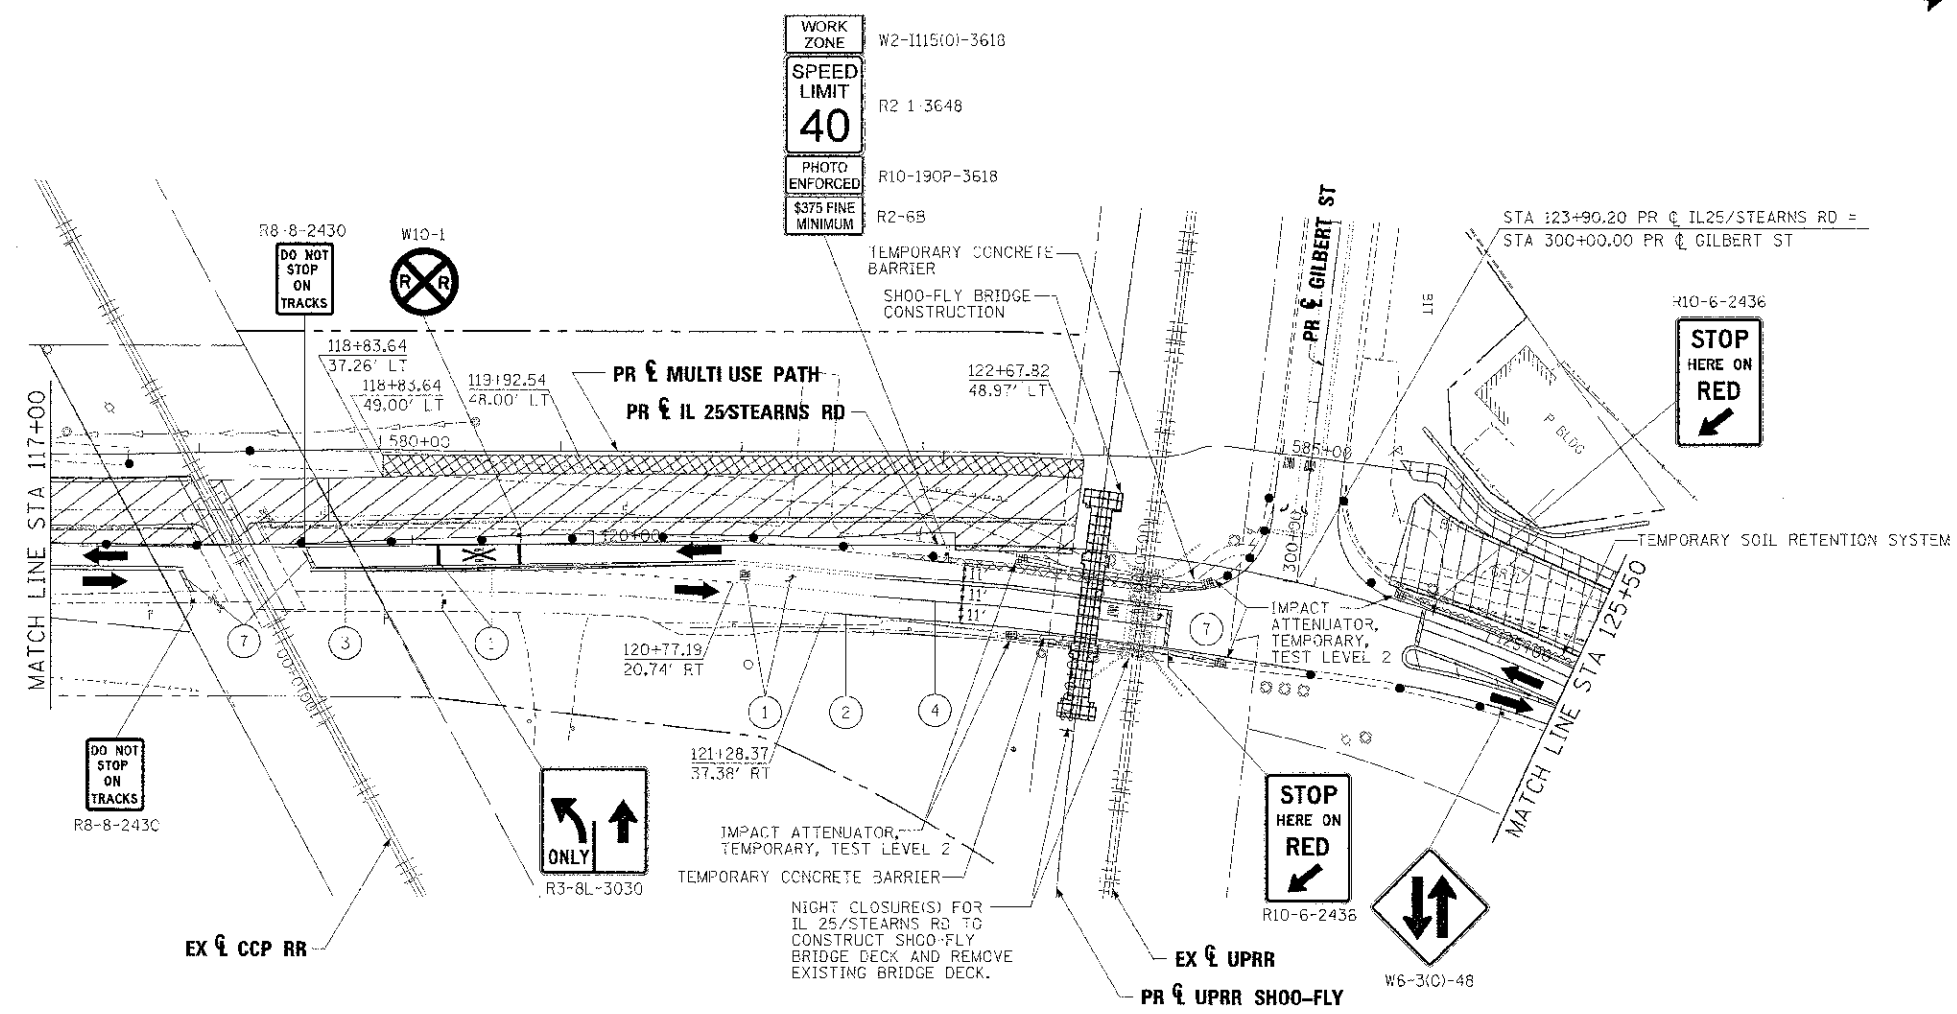 WORK
ZONE
W2-I115(O)-3618
SPEED
LIMIT
40
R2 1-3648
PHOTO
ENFORCED
R10-19OP-3618
$375 FINE
MINIMUM
R2-6B
TEMPORARY CONCRETE
BARRIER
SHOO-FLY BRIDGE
CONSTRUCTION
PR ℄ GILBERT ST
STA 123+90.20 PR ℄ IL25/STEARNS RD =
STA 300+00.00 PR ℄ GILBERT ST
R8-8-2430
DO NOT
STOP
ON
TRACKS
W10-1
R R
R10-6-2436
STOP
HERE ON
RED
BIT
118+83.64
37.26' LT
118+83.64
49.00' LT
119+92.54
48.00' LT
PR ℄ MULTI USE PATH
PR ℄ IL 25/STEARNS RD
122+67.82
48.97' LT
P BLDG
580+00
585+00
MATCH LINE STA 117+00
120+00
300+00
TEMPORARY SOIL RETENTION SYSTEM
11'
11'
11'
IMPACT
ATTENUATOR,
TEMPORARY,
TEST LEVEL 2
125+00
MATCH LINE STA 125+50
7
3
1
7
120+77.19
20.74' RT
1
2
4
121+28.37
37.38' RT
DO NOT
STOP
ON
TRACKS
R8-8-2430
ONLY
R3-8L-3030
IMPACT ATTENUATOR,
TEMPORARY, TEST LEVEL 2
TEMPORARY CONCRETE BARRIER
NIGHT CLOSURE(S) FOR
IL 25/STEARNS RD TO
CONSTRUCT SHOO-FLY
BRIDGE DECK AND REMOVE
EXISTING BRIDGE DECK.
STOP
HERE ON
RED
R10-6-2436
W6-3(O)-48
EX ℄ CCP RR
EX ℄ UPRR
PR ℄ UPRR SHOO-FLY